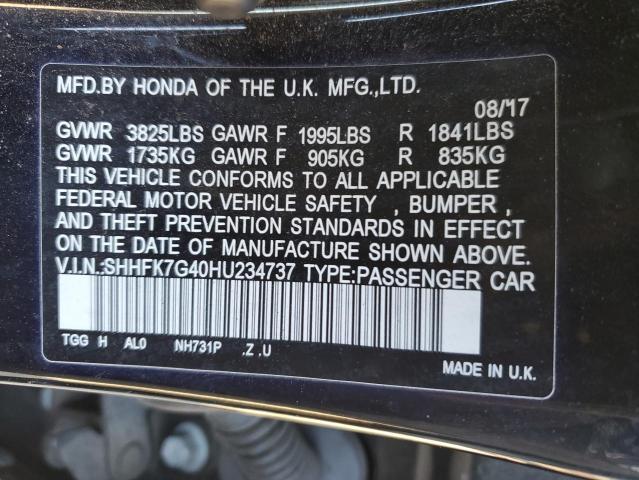 MFD.BY HONDA OF THE U.K. MFG.,LTD.
08/17
GVWR 3825LBS GAWR F 1995LBS R 1841LBS
GVWR 1735KG GAWR F 905KG R 835KG
THIS VEHICLE CONFORMS TO ALL APPLICABLE
FEDERAL MOTOR VEHICLE SAFETY , BUMPER ,
AND THEFT PREVENTION STANDARDS IN EFFECT
ON THE DATE OF MANUFACTURE SHOWN ABOVE.
V.I.N.:SHHFK7G40HU234737 TYPE:PASSENGER CAR
TGG H AL0 NH731P .Z .U
MADE IN U.K.